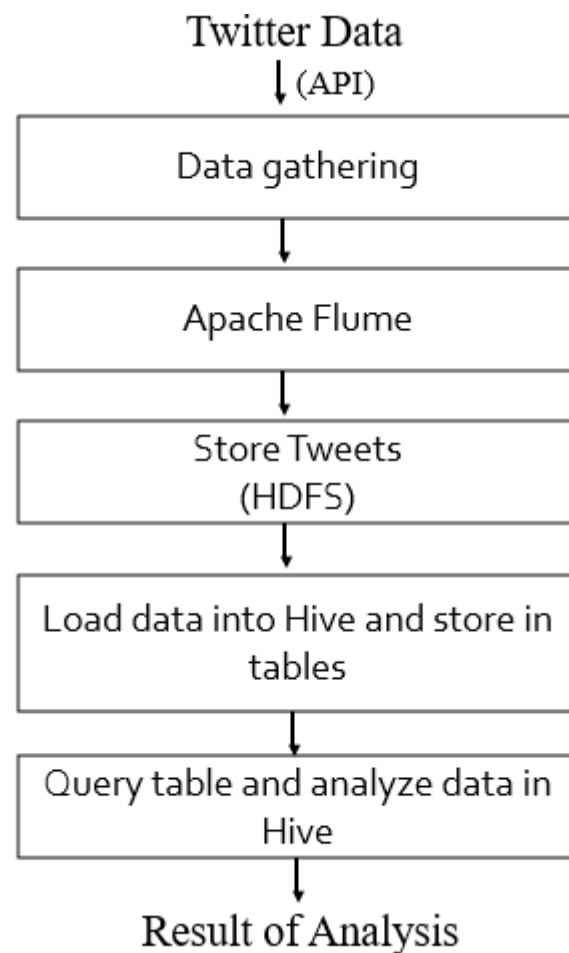 Twitter Data
(API)
Data gathering
Apache Flume
Store Tweets
(HDFS)
Load data into Hive and store in
tables
Query table and analyze data in
Hive
Result of Analysis